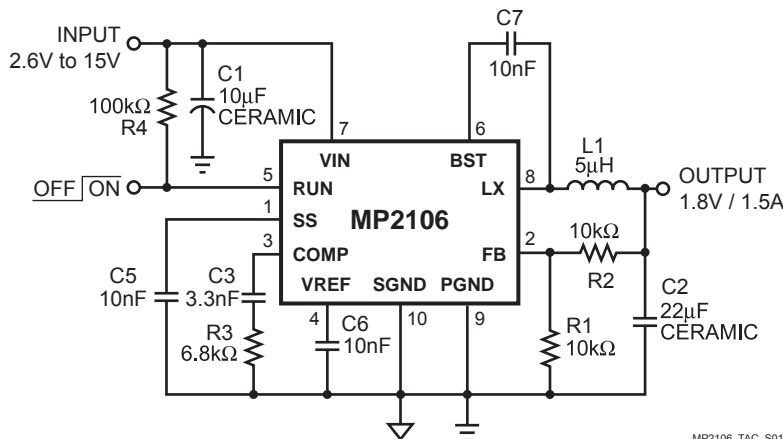 INPUT
2.6V to 15V
100kΩ
R4
C1
10μF
CERAMIC
OFF ON
C7
10nF
7
6
VIN
BST
5
RUN
1
SS
3
COMP
MP2106
8
LX
2
FB
VREF
SGND
PGND
4
10
9
L1
5μH
OUTPUT
1.8V / 1.5A
10kΩ
R2
C2
22μF
CERAMIC
R1
10kΩ
C5
10nF
C3
3.3nF
R3
6.8kΩ
C6
10nF
MP2106_TAC_S01